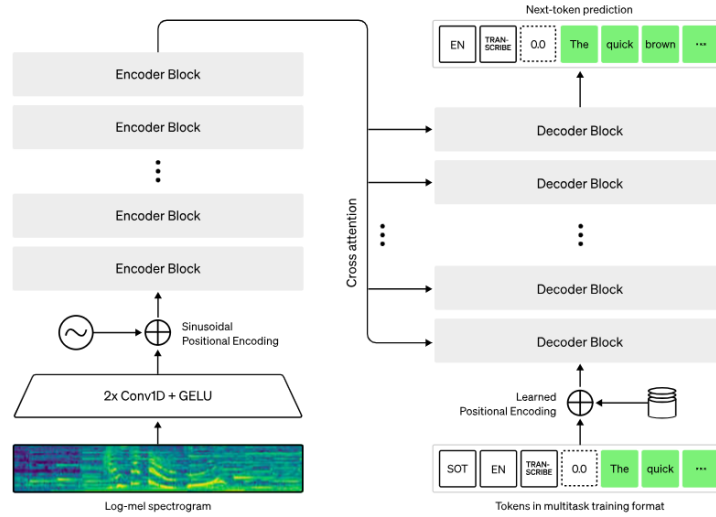 Next-token prediction
EN TRAN-
SCRIBE 0.0 The quick brown ...
Encoder Block
Encoder Block
Encoder Block
Encoder Block
Cross attention
Decoder Block
Decoder Block
Decoder Block
Decoder Block
Sinusoidal
Positional Encoding
2x Conv1D + GELU
Learned
Positional Encoding
SOT EN TRAN-
SCRIBE 0.0 The quick ...
Log-mel spectrogram
Tokens in multitask training format